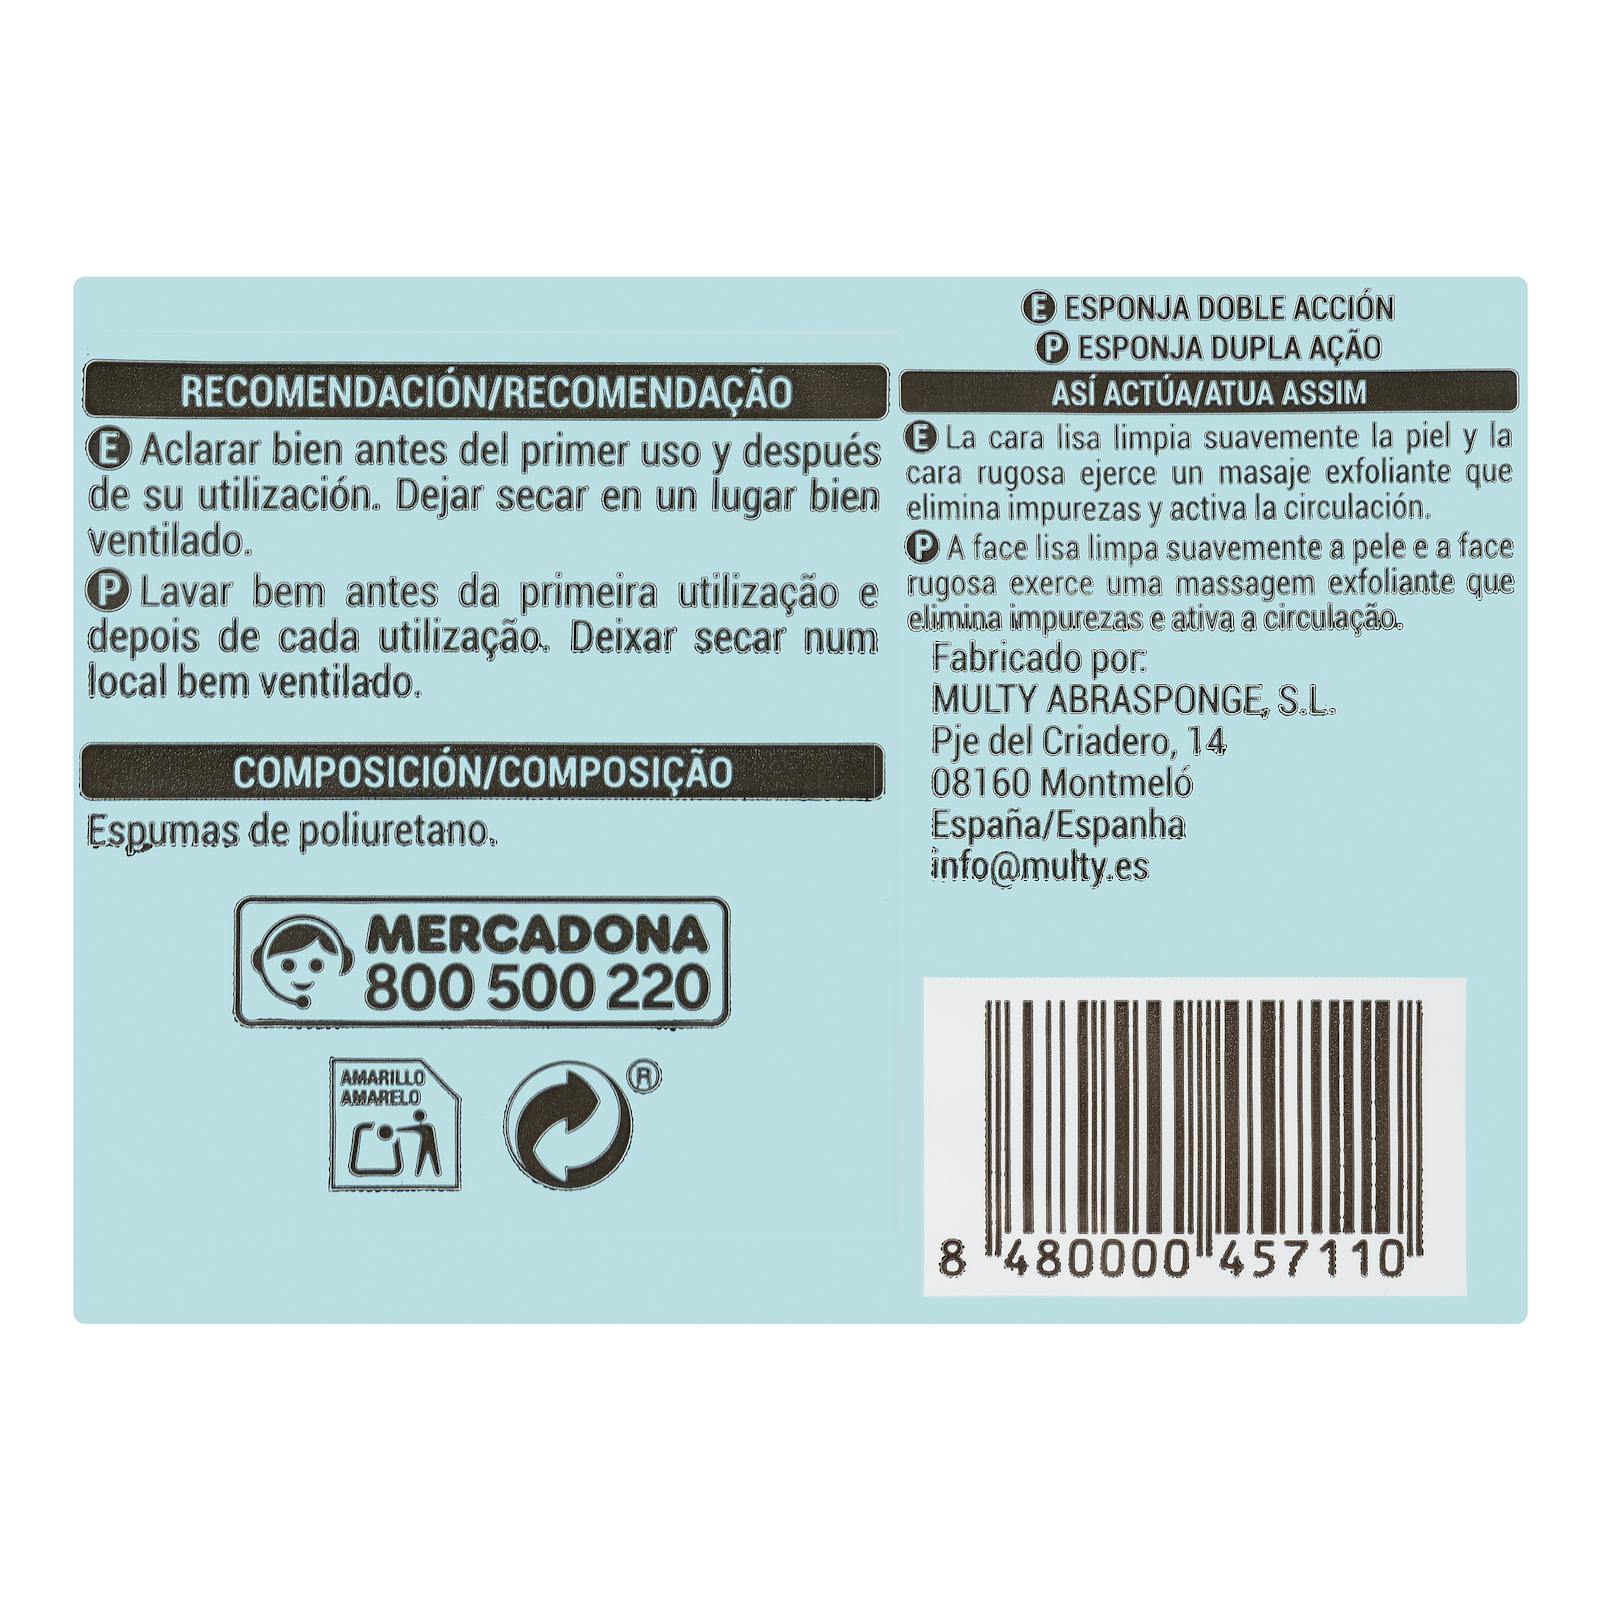 RECOMENDACIÓN/RECOMENDAÇÃO
E Aclarar bien antes del primer uso y después
de su utilización. Dejar secar en un lugar bien
ventilado.
P Lavar bem antes da primeira utilização e
depois de cada utilização. Deixar secar num
local bem ventilado.
COMPOSICIÓN/COMPOSIÇÃO
Espumas de poliuretano.
MERCADONA
800 500 220
AMARILLO
AMARELO
®
E ESPONJA DOBLE ACCIÓN
P ESPONJA DUPLA AÇÃO
ASÍ ACTÚA/ATUA ASSIM
E La cara lisa limpia suavemente la piel y la
cara rugosa ejerce un masaje exfoliante que
elimina impurezas y activa la circulación.
P A face lisa limpa suavemente a pele e a face
rugosa exerce uma massagem exfoliante que
elimina impurezas e ativa a circulação.
Fabricado por:
MULTY ABRASPONGE, S.L.
Pje del Criadero, 14
08160 Montmeló
España/Espanha
info@multy.es
8 480000 457110